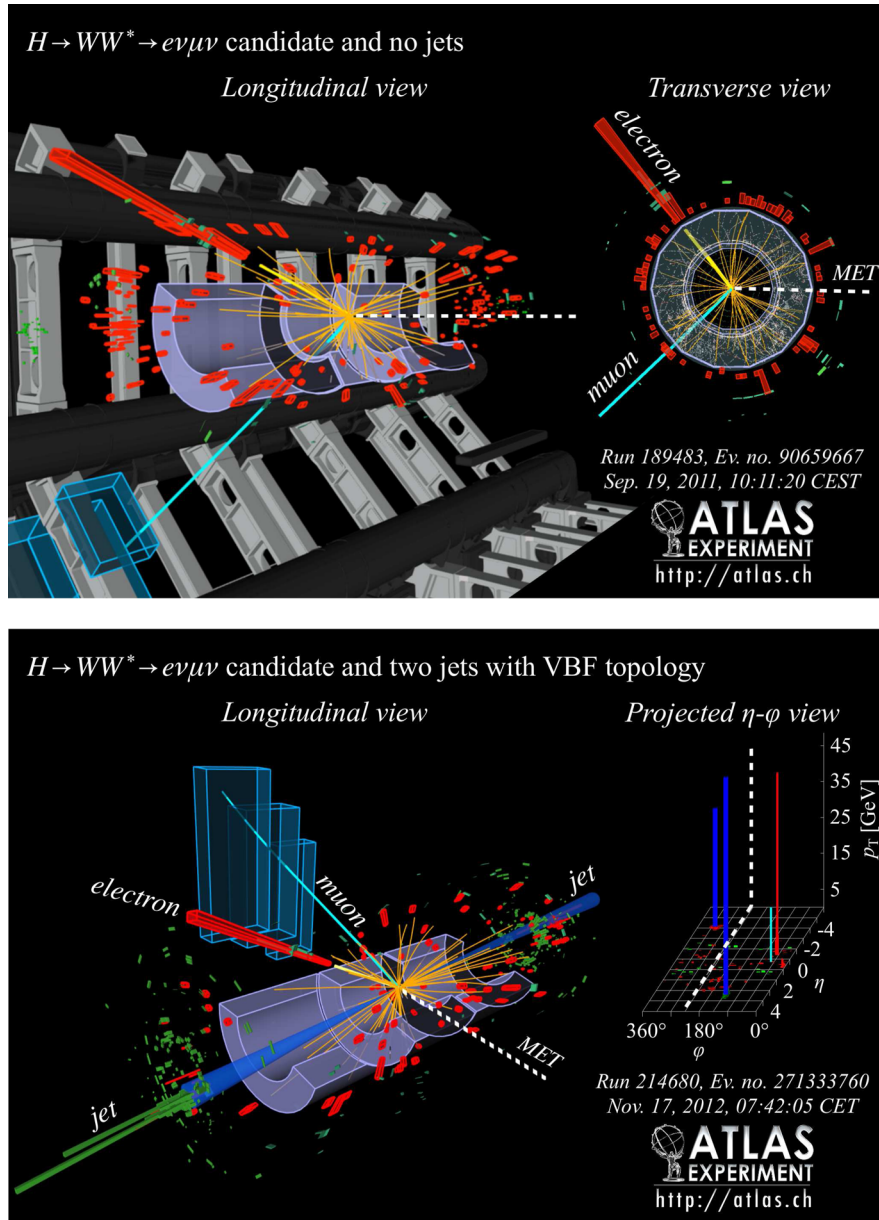 H → WW* → eνμν candidate and no jets
Longitudinal view
Transverse view
electron
MET
muon
Run 189483, Ev. no. 90659667
Sep. 19, 2011, 10:11:20 CEST
ATLAS
EXPERIMENT
http://atlas.ch
H → WW* → eνμν candidate and two jets with VBF topology
Longitudinal view
Projected η-φ view
electron
muon
jet
MET
jet
45
35
25
15
5
pT [GeV]
-4
-2
0
2
4
η
360° 180° 0°
φ
Run 214680, Ev. no. 271333760
Nov. 17, 2012, 07:42:05 CET
ATLAS
EXPERIMENT
http://atlas.ch